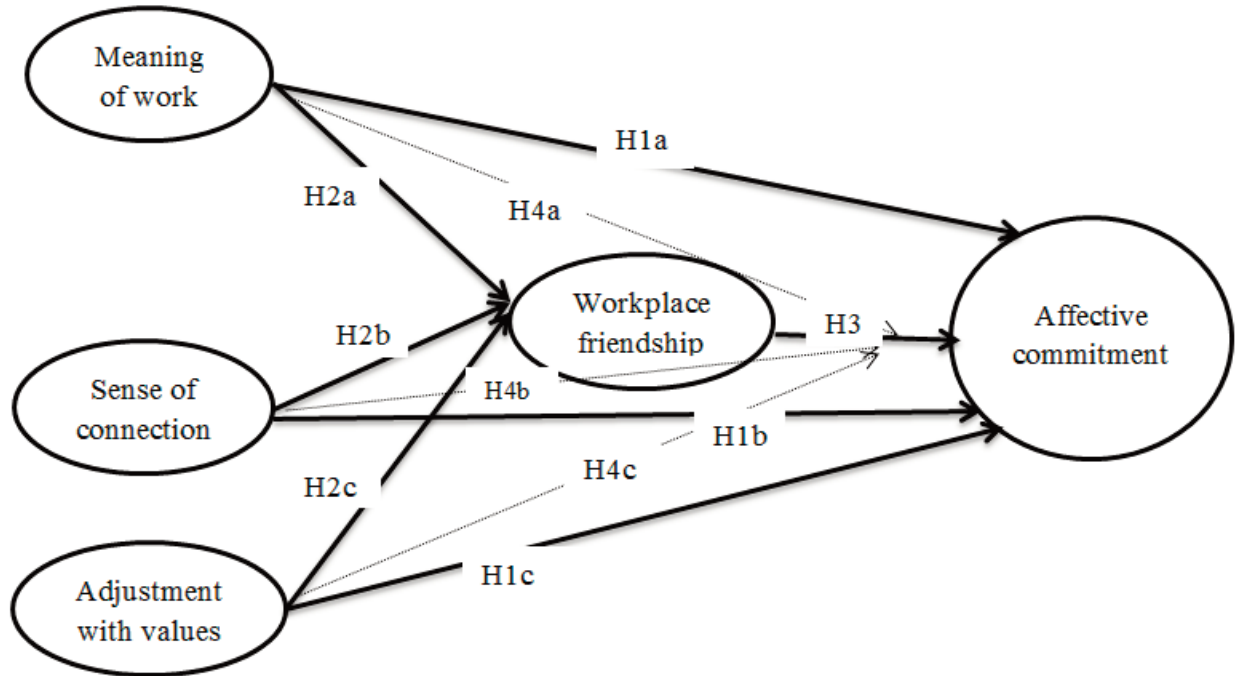 Meaning
of work
H1a
H2a
H4a
Workplace
friendship
H3
Affective
commitment
H2b
H4b
Sense of
connection
H1b
H4c
H2c
H1c
Adjustment
with values